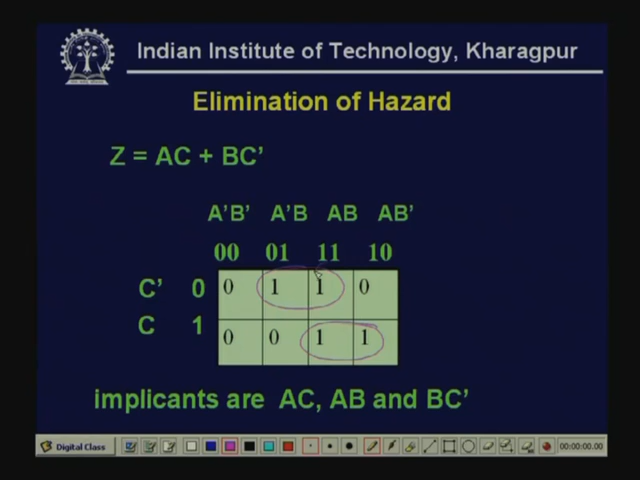 Indian Institute of Technology, Kharagpur
Elimination of Hazard
Z = AC + BC’
A’B’ A’B AB AB’
00 01 11 10
C’ 0 0 1 1 0
C 1 0 0 1 1
implicants are AC, AB and BC’
Digital Class 00:00:00.00